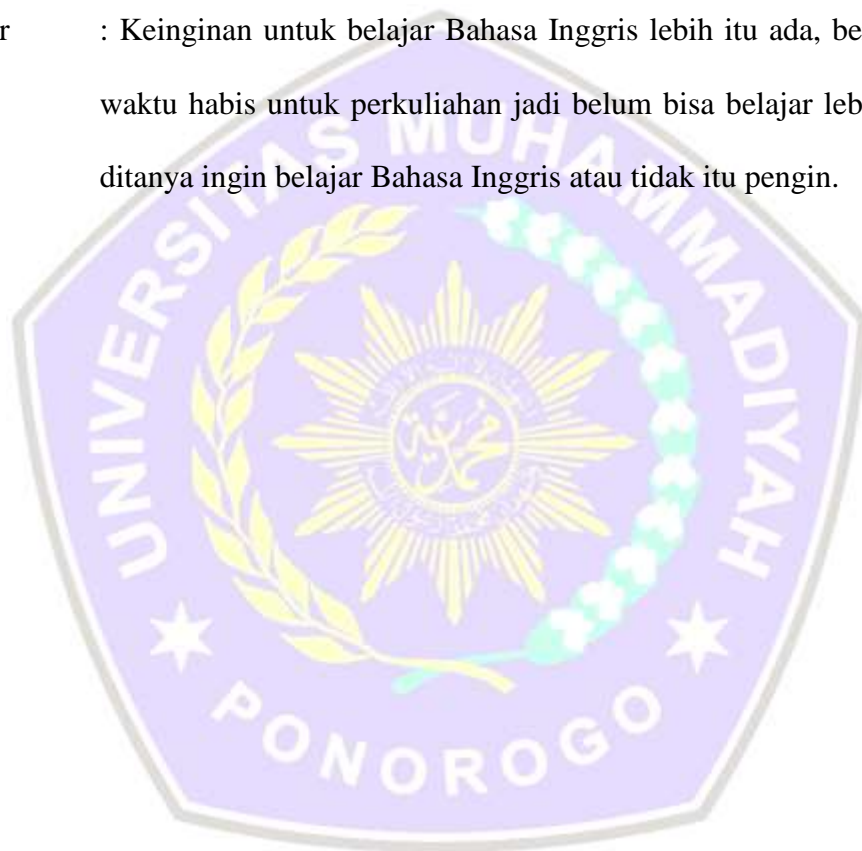 r : Keinginan untuk belajar Bahasa Inggris lebih itu ada, be
waktu habis untuk perkuliahan jadi belum bisa belajar leb
ditanya ingin belajar Bahasa Inggris atau tidak itu pengin.
UNIVERSITAS MUHAMMADIYAH
PONOROGO